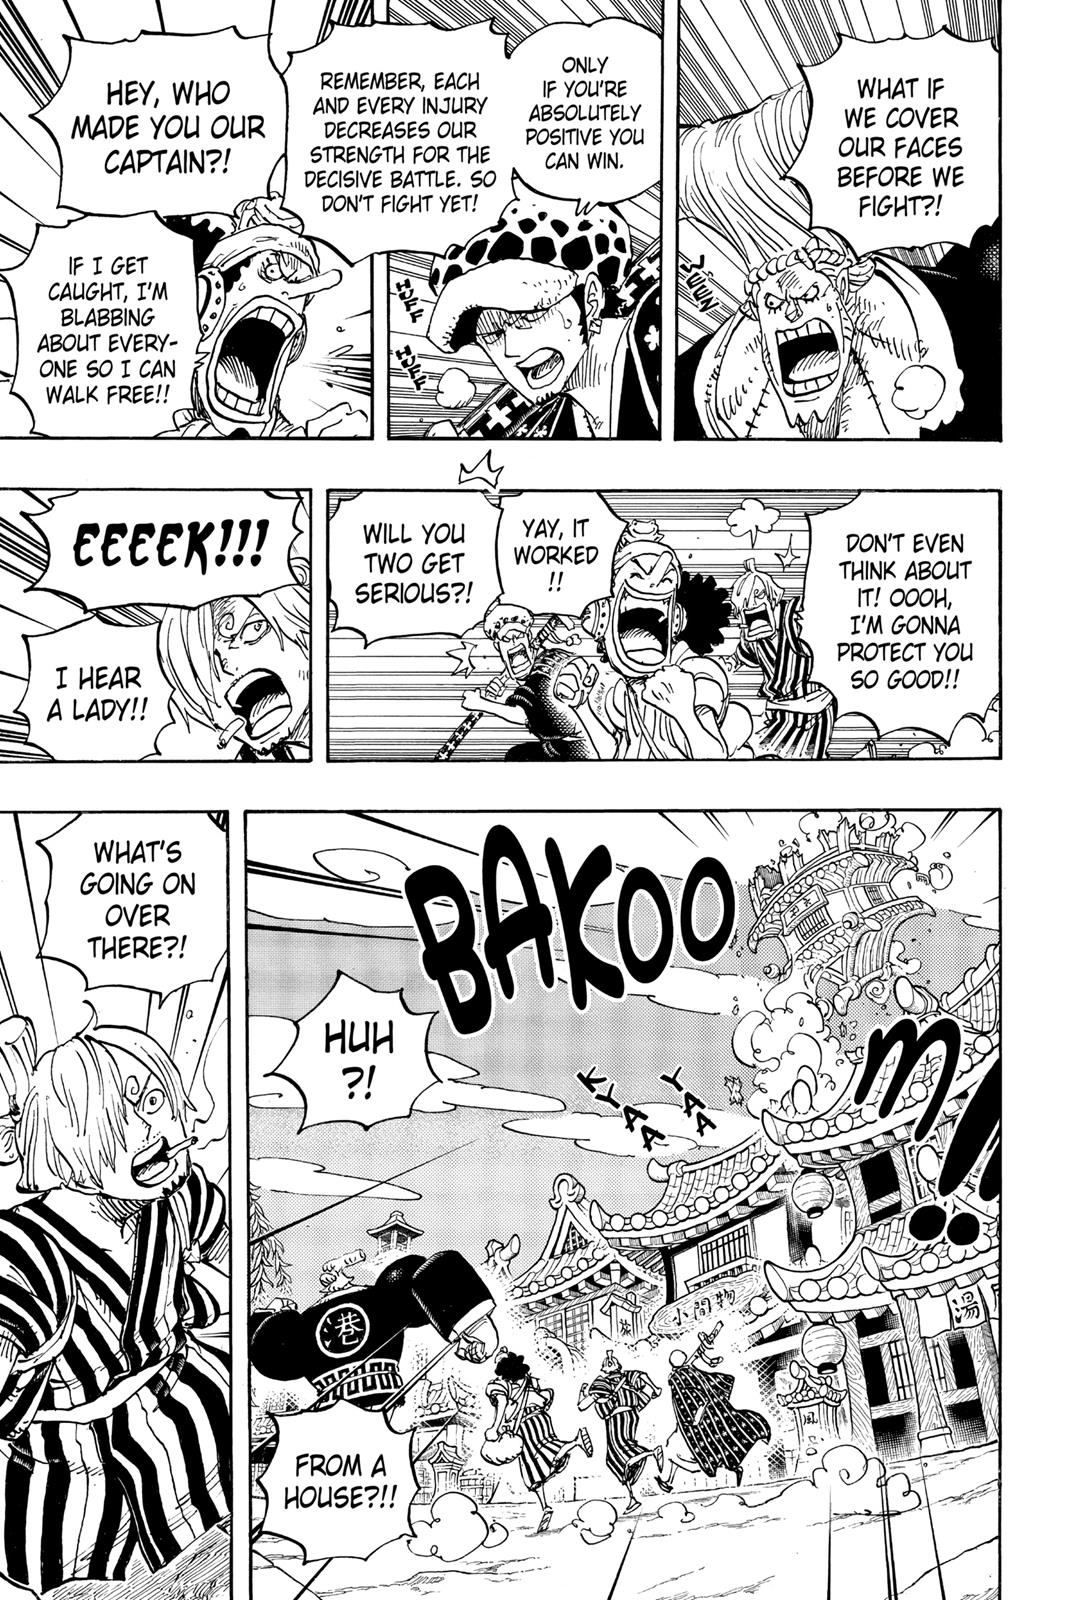 WHAT IF
WE COVER
OUR FACES
BEFORE WE
FIGHT?!
ONLY
IF YOU'RE
ABSOLUTELY
POSITIVE YOU
CAN WIN.
REMEMBER, EACH
AND EVERY INJURY
DECREASES OUR
STRENGTH FOR THE
DECISIVE BATTLE. SO
DON'T FIGHT YET!
HUFF
HUFF
HEY, WHO
MADE YOU OUR
CAPTAIN?!
IF I GET
CAUGHT, I'M
BLABBING
ABOUT EVERY-
ONE SO I CAN
WALK FREE!!
DON'T EVEN
THINK ABOUT
IT! OOOH,
I'M GONNA
PROTECT YOU
SO GOOD!!
YAY, IT
WORKED
!!
WILL YOU
TWO GET
SERIOUS?!
EEEEK!!!
I HEAR
A LADY!!
BAKOO
M
KYAA
YAA
A
HUH
?!
小間物
湯
港
FROM A
HOUSE?!!
WHAT'S
GOING ON
OVER
THERE?!